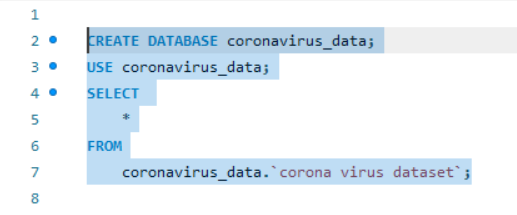 1
2 CREATE DATABASE coronavirus_data;
3 USE coronavirus_data;
4 SELECT
5 *
6 FROM
7 coronavirus_data.`corona virus dataset`;
8